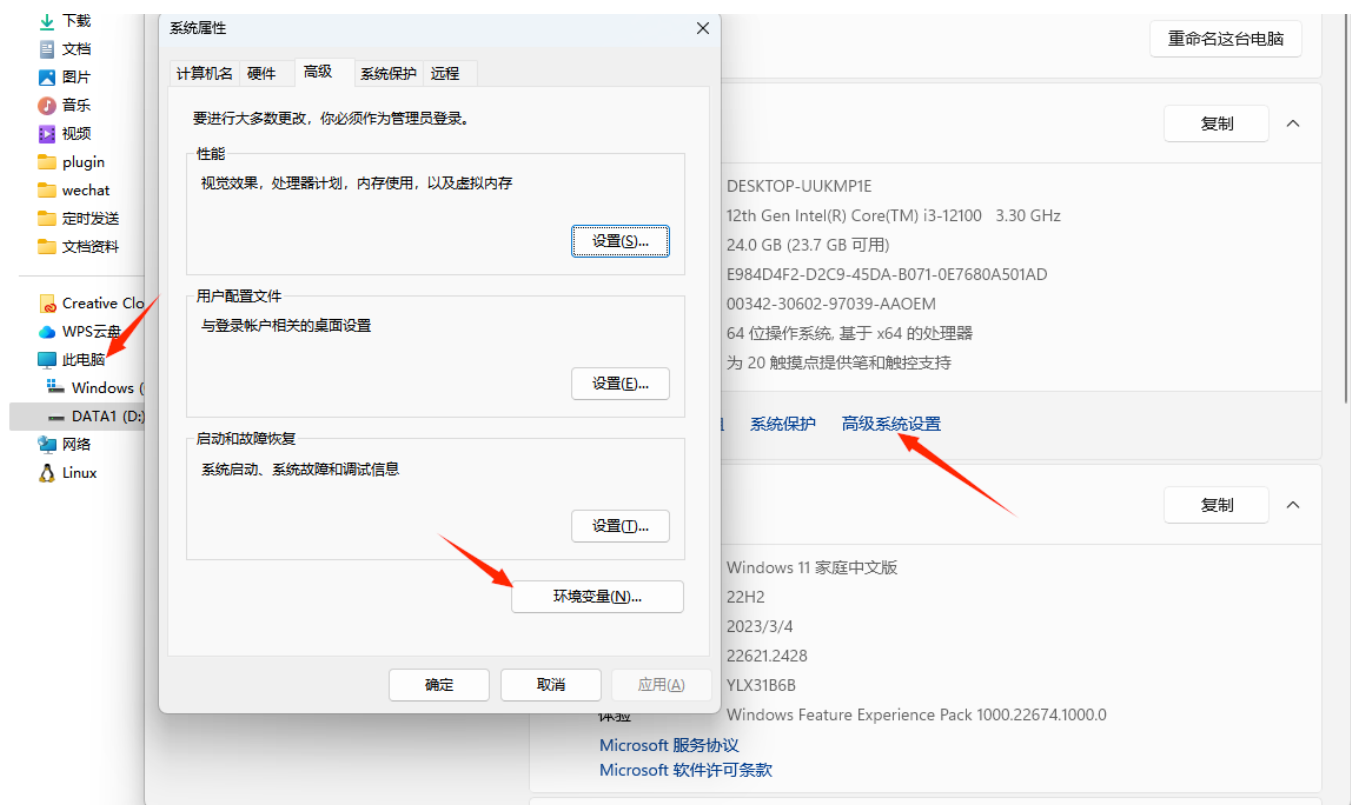 下载
文档
图片
音乐
视频
plugin
wechat
定时发送
文档资料
Creative Clo
WPS云盘
此电脑
Windows (
DATA1 (D:)
网络
Linux
系统属性
计算机名 硬件 高级 系统保护 远程
要进行大多数更改，你必须作为管理员登录。
性能
视觉效果，处理器计划，内存使用，以及虚拟内存
设置(S)...
用户配置文件
与登录帐户相关的桌面设置
设置(E)...
启动和故障恢复
系统启动、系统故障和调试信息
设置(T)...
环境变量(N)...
确定 取消 应用(A)
重命名这台电脑
复制
DESKTOP-UUKMP1E
12th Gen Intel(R) Core(TM) i3-12100 3.30 GHz
24.0 GB (23.7 GB 可用)
E984D4F2-D2C9-45DA-B071-0E7680A501AD
00342-30602-97039-AAOEM
64 位操作系统, 基于 x64 的处理器
为 20 触摸点提供笔和触控支持
系统保护 高级系统设置
复制
Windows 11 家庭中文版
22H2
2023/3/4
22621.2428
YLX31B6B
体验 Windows Feature Experience Pack 1000.22674.1000.0
Microsoft 服务协议
Microsoft 软件许可条款